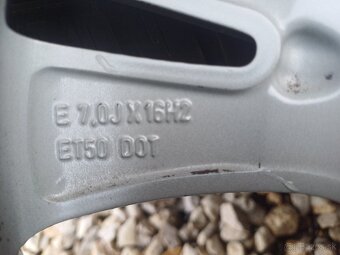 E 7,0J X 16H2
ET50 DOT